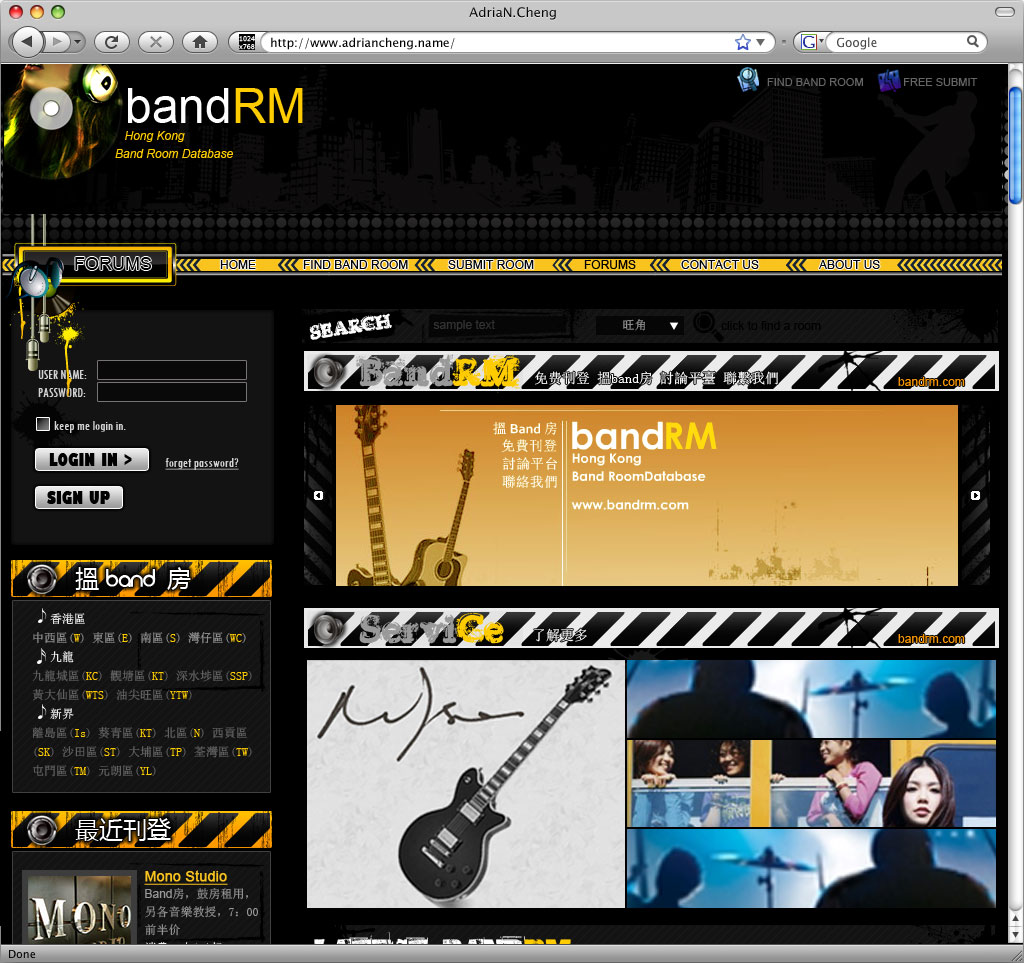 AdriaN.Cheng
1024 x768
http://www.adriancheng.name/
G
Google
bandRM
Hong Kong
Band Room Database
FIND BAND ROOM
FREE SUBMIT
FORUMS
HOME
FIND BAND ROOM
SUBMIT ROOM
FORUMS
CONTACT US
ABOUT US
SEARCH
sample text
旺角
click to find a room
USER NAME:
PASSWORD:
keep me login in.
LOGIN IN >
forget password?
SIGN UP
BandRM
免費刊登 搵band房 討論平臺 聯繫我們
bandrm.com
搵 Band 房
免費刊登
討論平台
聯絡我們
bandRM
Hong Kong
Band RoomDatabase
www.bandrm.com
搵 band 房
香港區
中西區(W) 東區(E) 南區(S) 灣仔區(WC)
九龍
九龍城區(KC) 觀塘區(KT) 深水埗區(SSP)
黃大仙區(WTS) 油尖旺區(YTW)
新界
離島區(Is) 葵青區(KT) 北區(N) 西貢區
(SK) 沙田區(ST) 大埔區(TP) 荃灣區(TW)
屯門區(TM) 元朗區(YL)
ServiCe
了解更多
bandrm.com
最近刊登
MONO
Mono Studio
Band房，鼓房租用，
另各音樂教授，7：00
前半价
Done